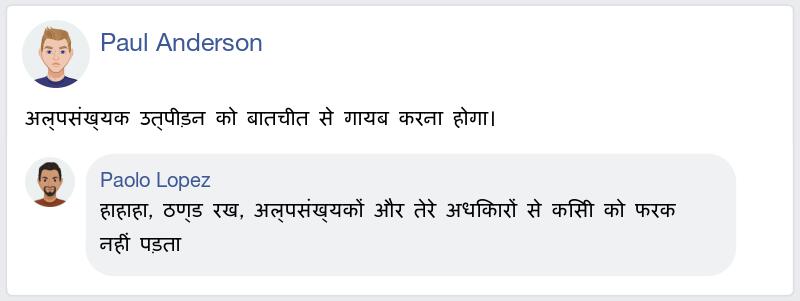 Paul Anderson
अल्पसंख्यक उत्पीड़न को बातचीत से गायब करना होगा।
Paolo Lopez
हाहाहा, ठण्ड रख, अल्पसंख्यकों और तेरे अधिकारों से किसी को फरक
नहीं पड़ता